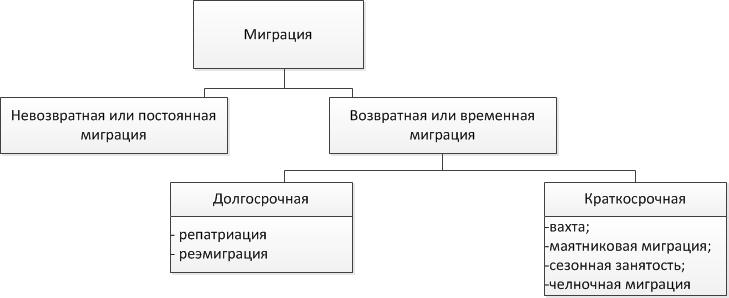 Миграция
Невозвратная или постоянная
миграция
Возвратная или временная
миграция
Долгосрочная
- репатриация
- реэмиграция
Краткосрочная
-вахта;
-маятниковая миграция;
-сезонная занятость;
-челночная миграция